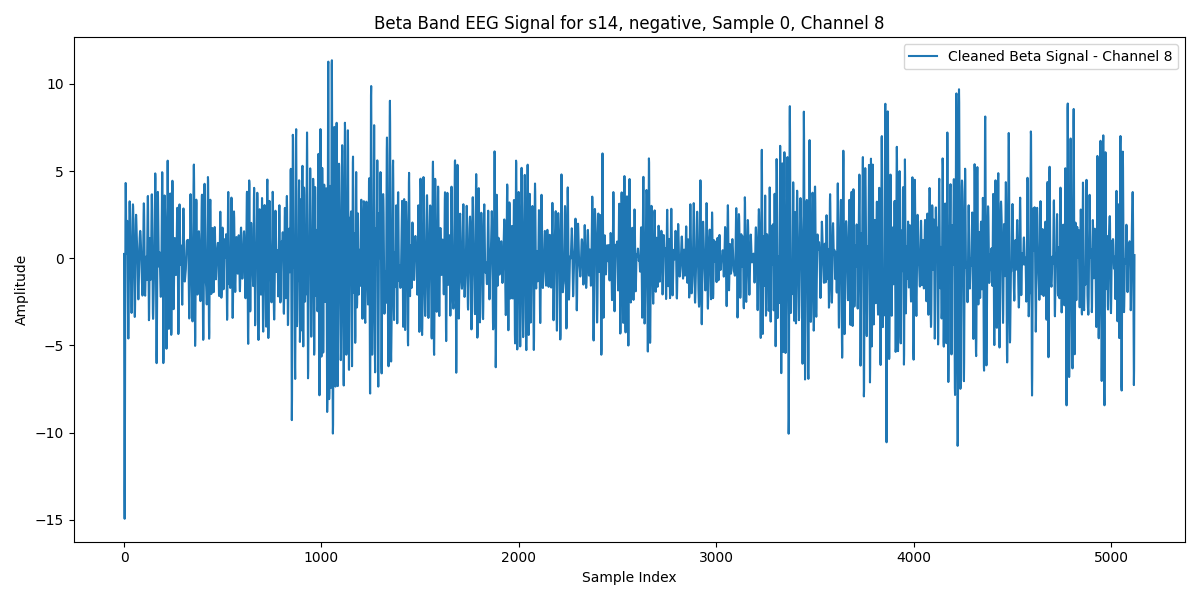 Beta Band EEG Signal for s14, negative, Sample 0, Channel 8
Cleaned Beta Signal - Channel 8
Amplitude
10
5
0
−5
−10
−15
0 1000 2000 3000 4000 5000
Sample Index